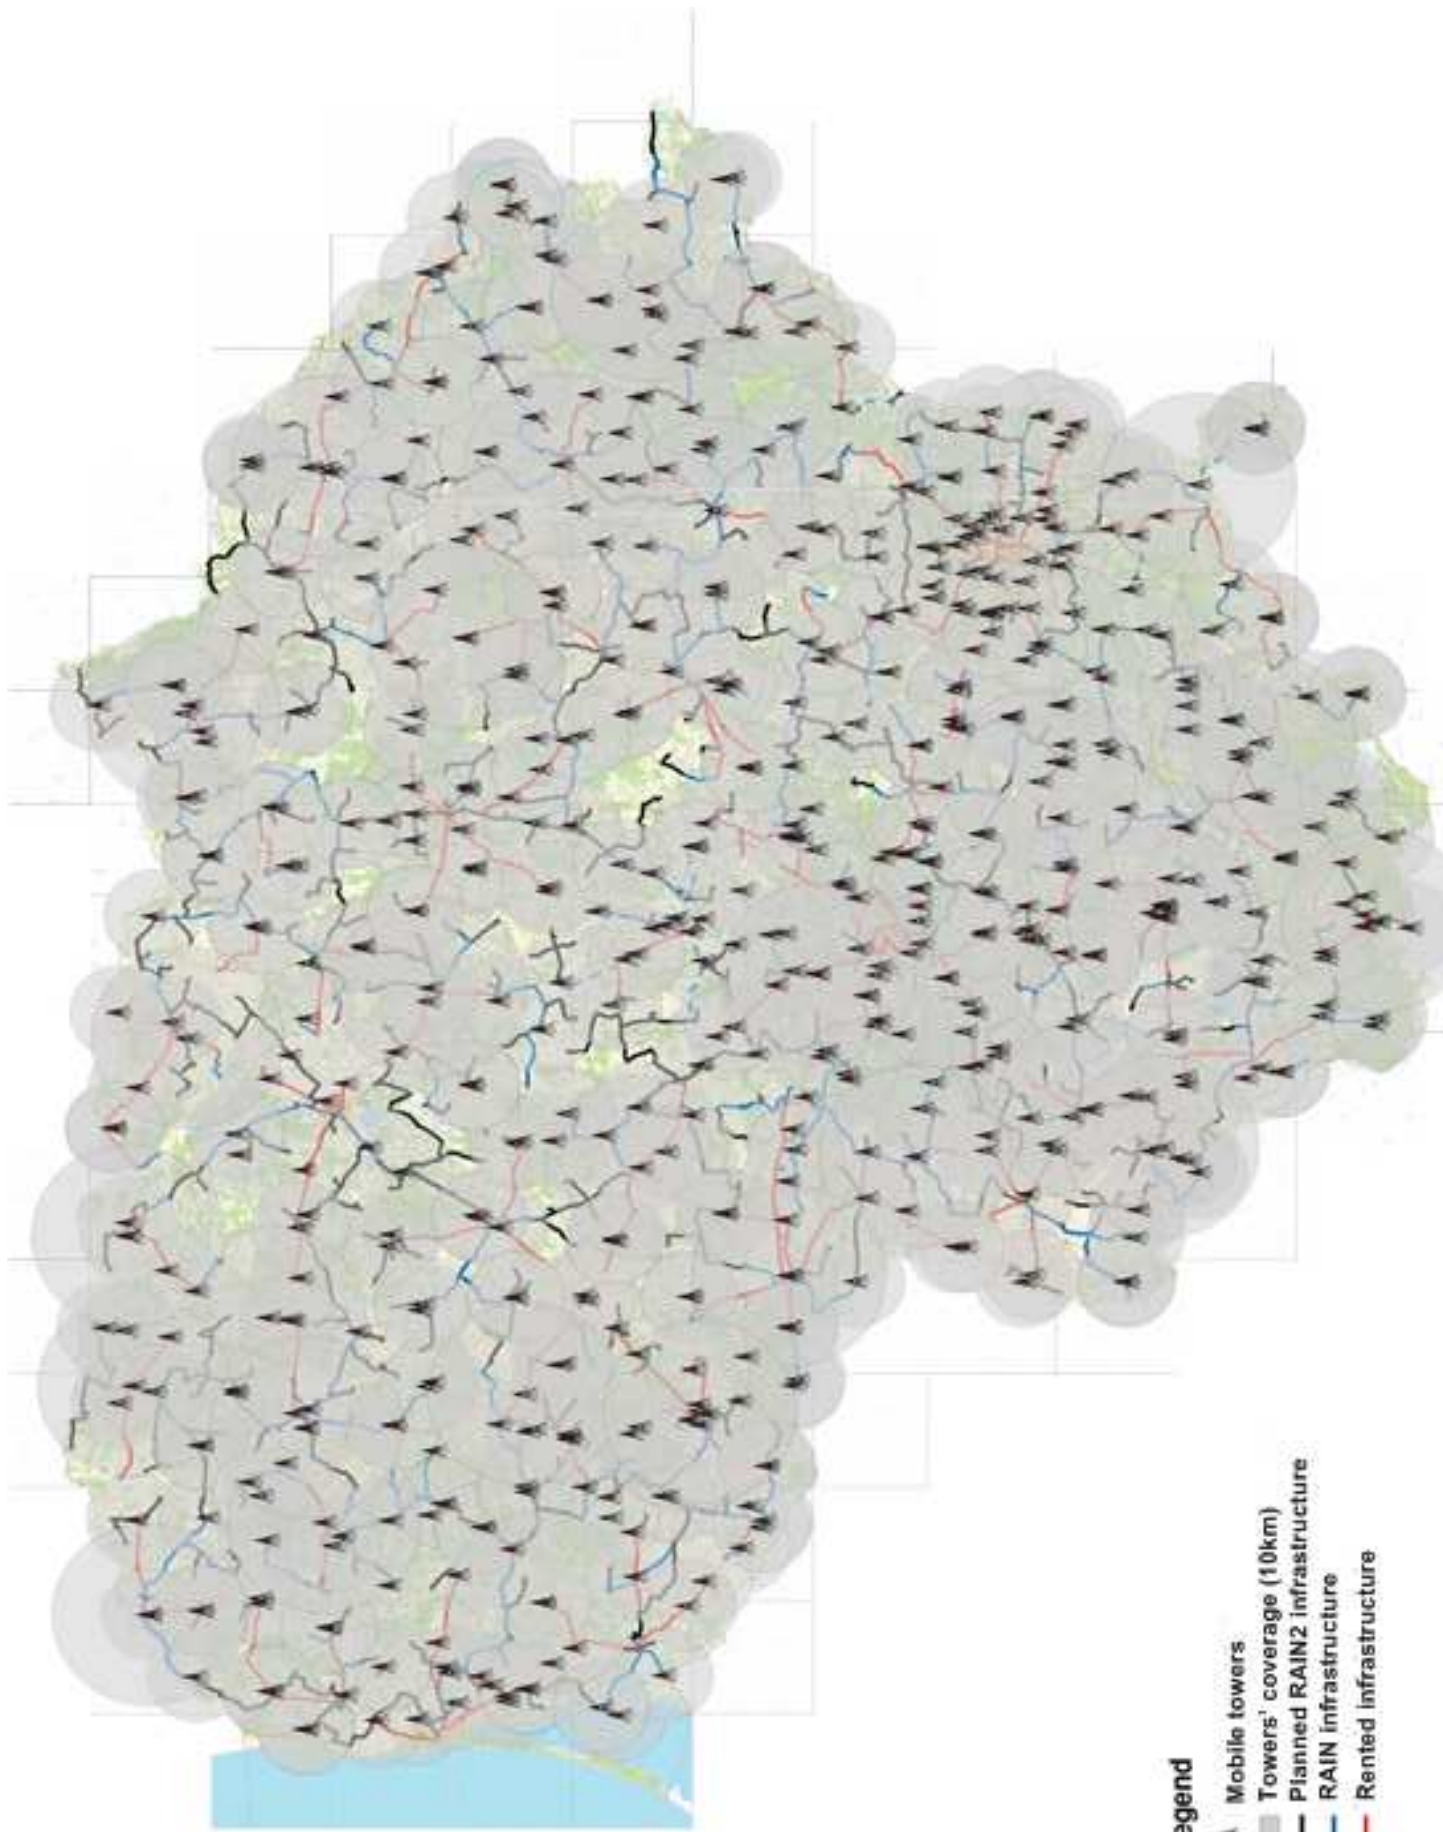 egend
Mobile towers
Towers' coverage (10km)
Planned RAIN2 infrastructure
RAIN infrastructure
Rented infrastructure